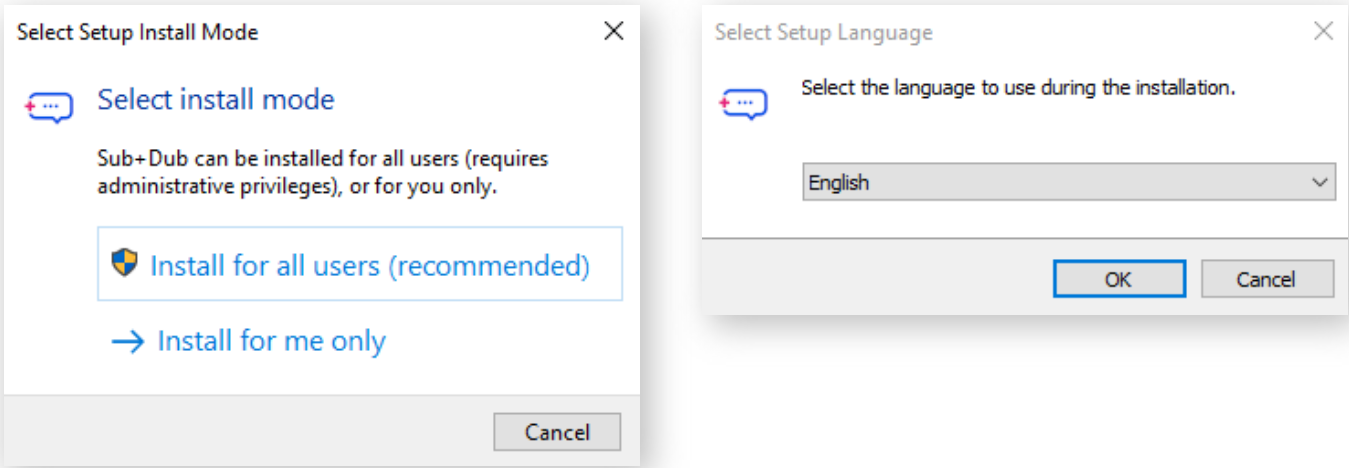 Select Setup Install Mode
Select install mode
Sub+Dub can be installed for all users (requires
administrative privileges), or for you only.
Install for all users (recommended)
Install for me only
Cancel
Select Setup Language
Select the language to use during the installation.
English
OK
Cancel